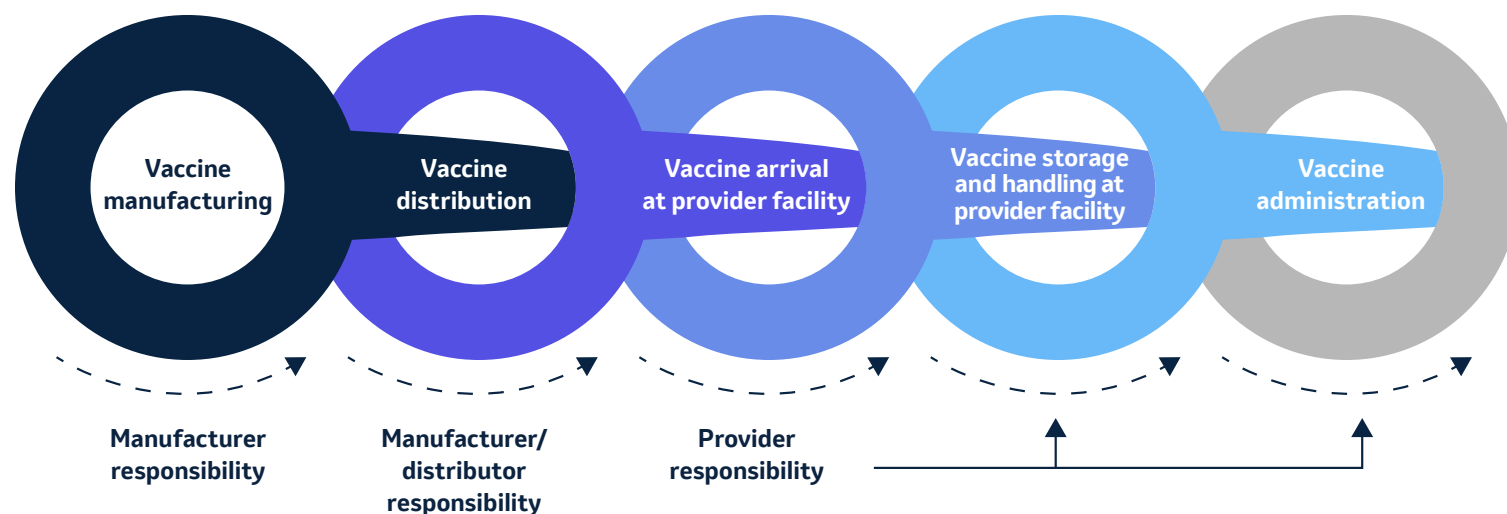 Vaccine
manufacturing
Vaccine
distribution
Vaccine arrival
at provider facility
Vaccine storage
and handling at
provider facility
Vaccine
administration
Manufacturer
responsibility
Manufacturer/
distributor
responsibility
Provider
responsibility